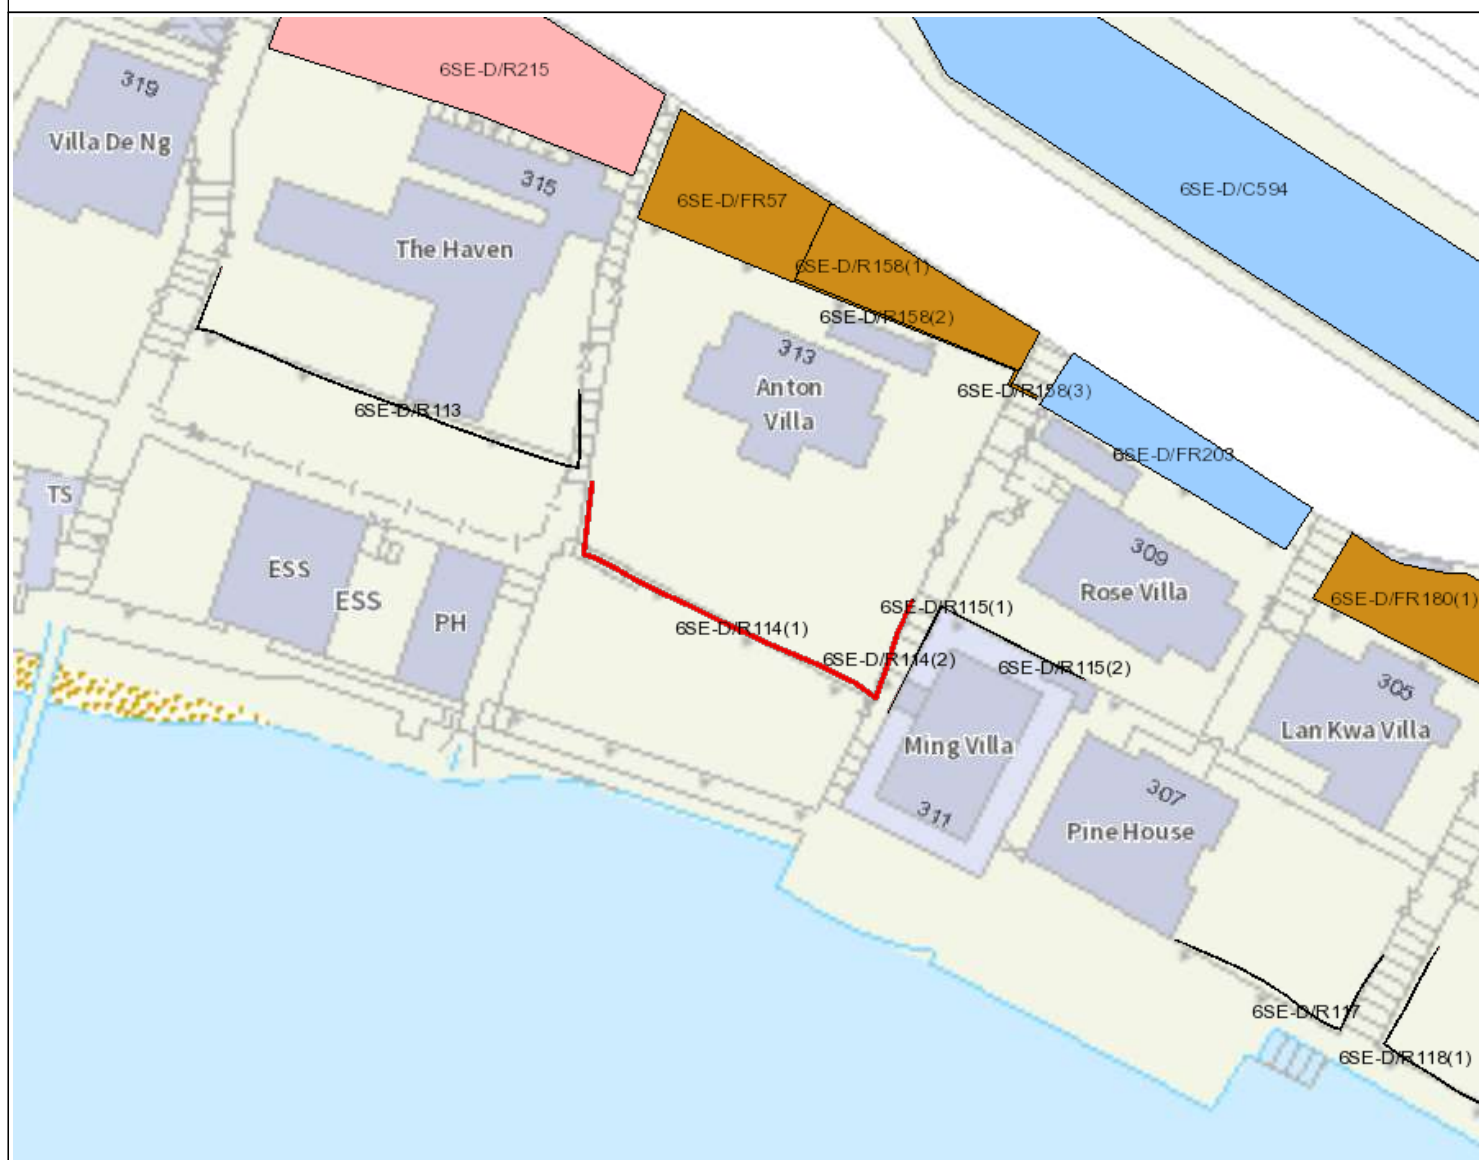 6SE-D/R215
319
Villa De Ng
6SE-D/C594
315
6SE-D/FR57
The Haven
6SE-D/R158(1)
6SE-D/R158(2)
313
Anton
Villa
6SE-D/R158(3)
6SE-D/R113
6SE-D/FR203
TS
309
Rose Villa
ESS
ESS
PH
6SE-D/FR180(1)
6SE-D/R115(1)
6SE-D/R114(1)
6SE-D/R114(2)
6SE-D/R115(2)
305
Lan Kwa Villa
Ming Villa
311
307
Pine House
6SE-D/R117
6SE-D/R118(1)